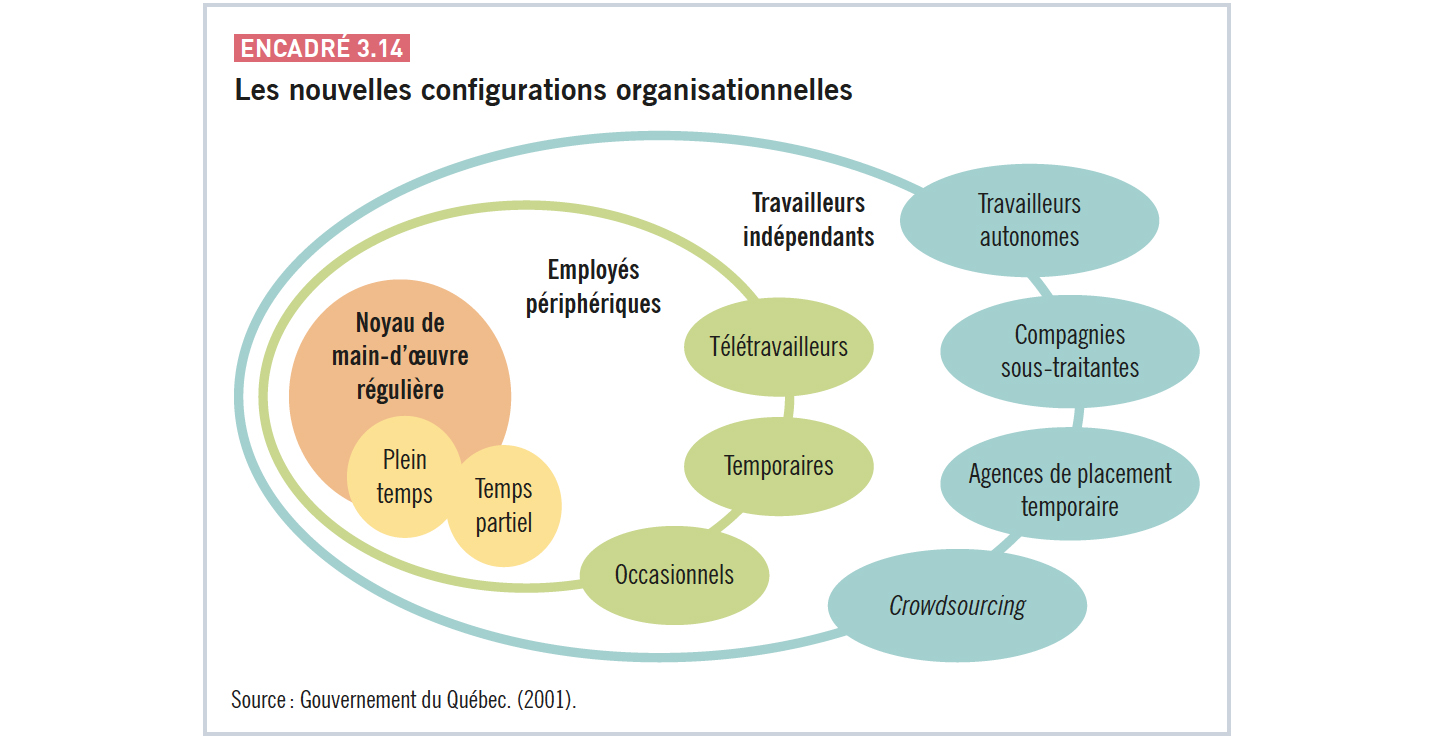 ENCADRÉ 3.14
Les nouvelles configurations organisationnelles
Travailleurs
indépendants
Travailleurs
autonomes
Employés
périphériques
Noyau de
main-d’œuvre
régulière
Télétravailleurs
Compagnies
sous-traitantes
Plein
temps
Temps
partiel
Temporaires
Agences de placement
temporaire
Occasionnels
Crowdsourcing
Source : Gouvernement du Québec. (2001).